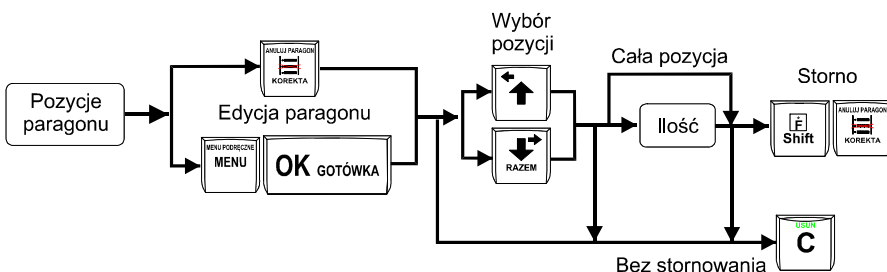 Pozycje
paragonu
ANULUJ PARAGON
KOREKTA
Edycja paragonu
MENU PODRĘCZNE
MENU
OK GOTÓWKA
Wybór
pozycji
RAZEM
Cała pozycja
Ilość
Storno
F
Shift
ANULUJ PARAGON
KOREKTA
Bez stornowania
USUŃ
C